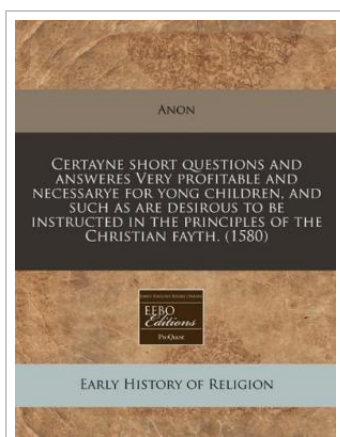 Anon
Certayne short questions and
answeres Very profitable and
necessarye for yong children, and
such as are desirous to be
instructed in the principles of the
Christian fayth. (1580)
EEBO
Editions
ProQuest
Early History of Religion